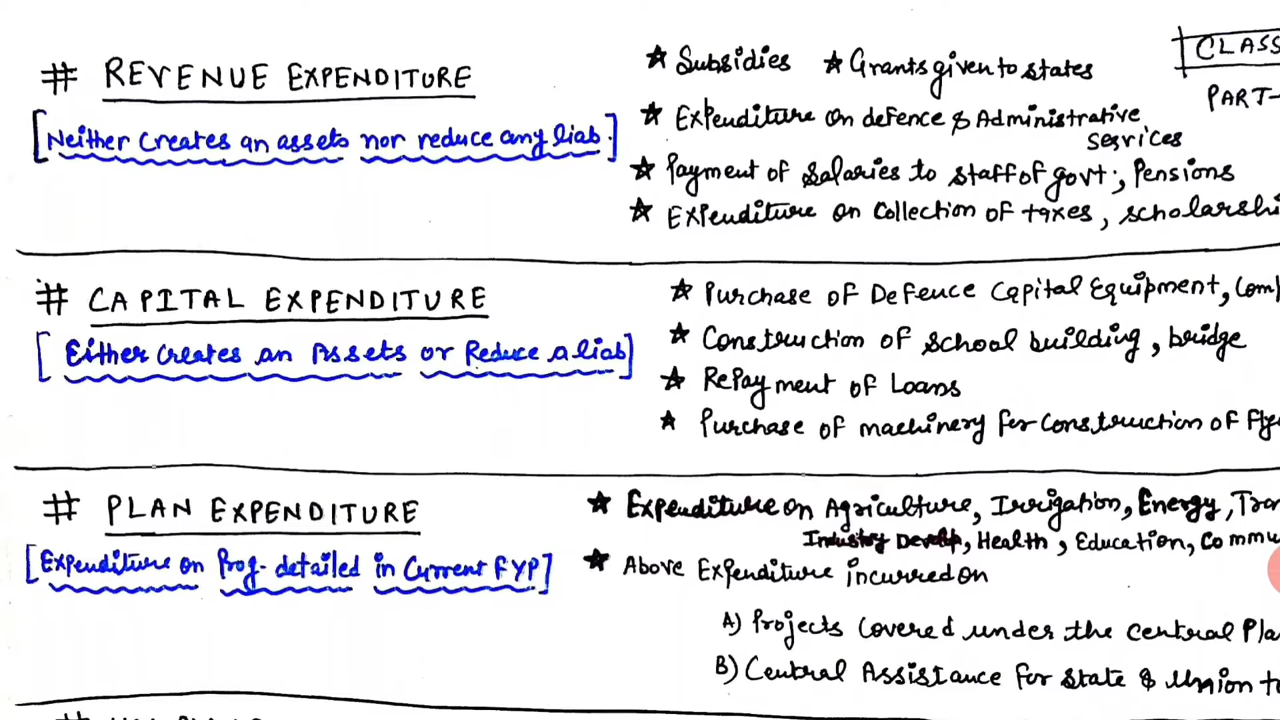 # REVENUE EXPENDITURE
[Neither Creates an assets nor reduce any liab.]
★ Subsidies ★ Grants given to states
★ Expenditure on defence & Administrative
Services
★ Payment of Salaries to staff of govt., Pensions
★ Expenditure on Collection of taxes, scholarshi
CLASS
PART-
# CAPITAL EXPENDITURE
[Either Creates an Assets or Reduce a liab]
★ Purchase of Defence Capital Equipment, Com
★ Construction of school building, bridge
★ Repayment of Loans
★ Purchase of machinery for construction of
# PLAN EXPENDITURE
[Expenditure on Prog. detailed in Current FYP]
★ Expenditure on Agriculture, Irrigation, Energy, Tran
Industry Develop, Health, Education, Commu
★ Above Expenditure incurred on
A) Projects Covered under the Central Pla
B) Central Assistance for state & Union t